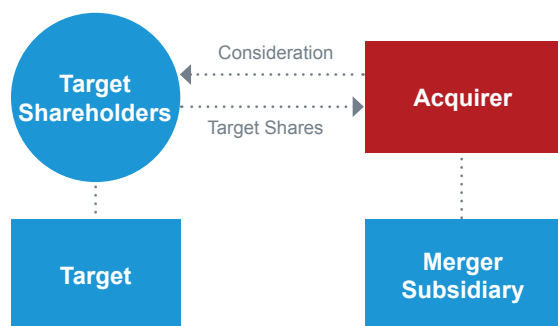 Target
Shareholders
Consideration
Target Shares
Acquirer
Target
Merger
Subsidiary